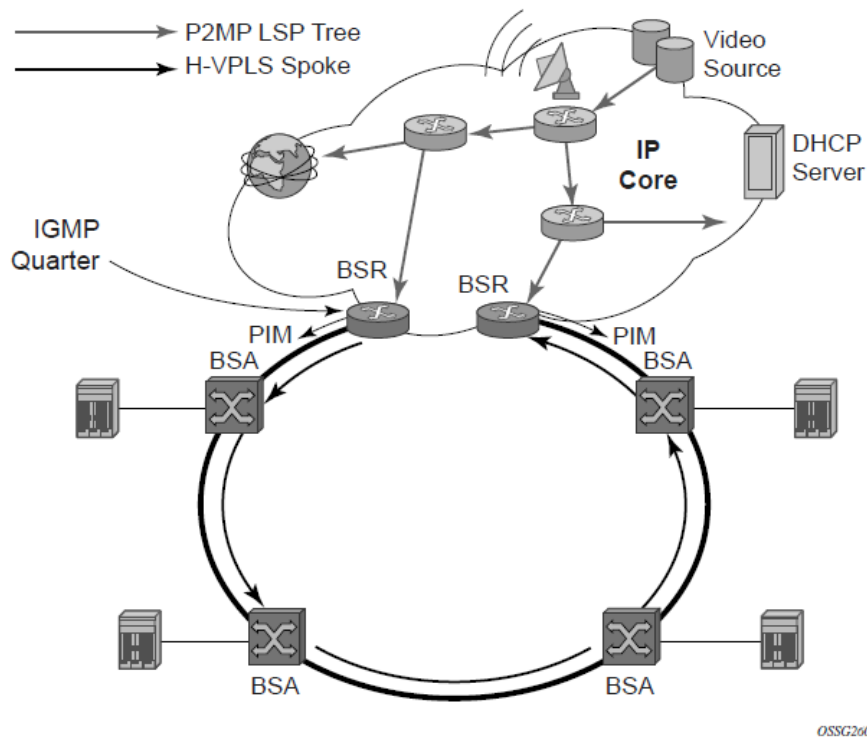 P2MP LSP Tree
H-VPLS Spoke
Video
Source
DHCP
Server
IP
Core
IGMP
Quarter
BSR
BSR
PIM
PIM
BSA
BSA
BSA
BSA